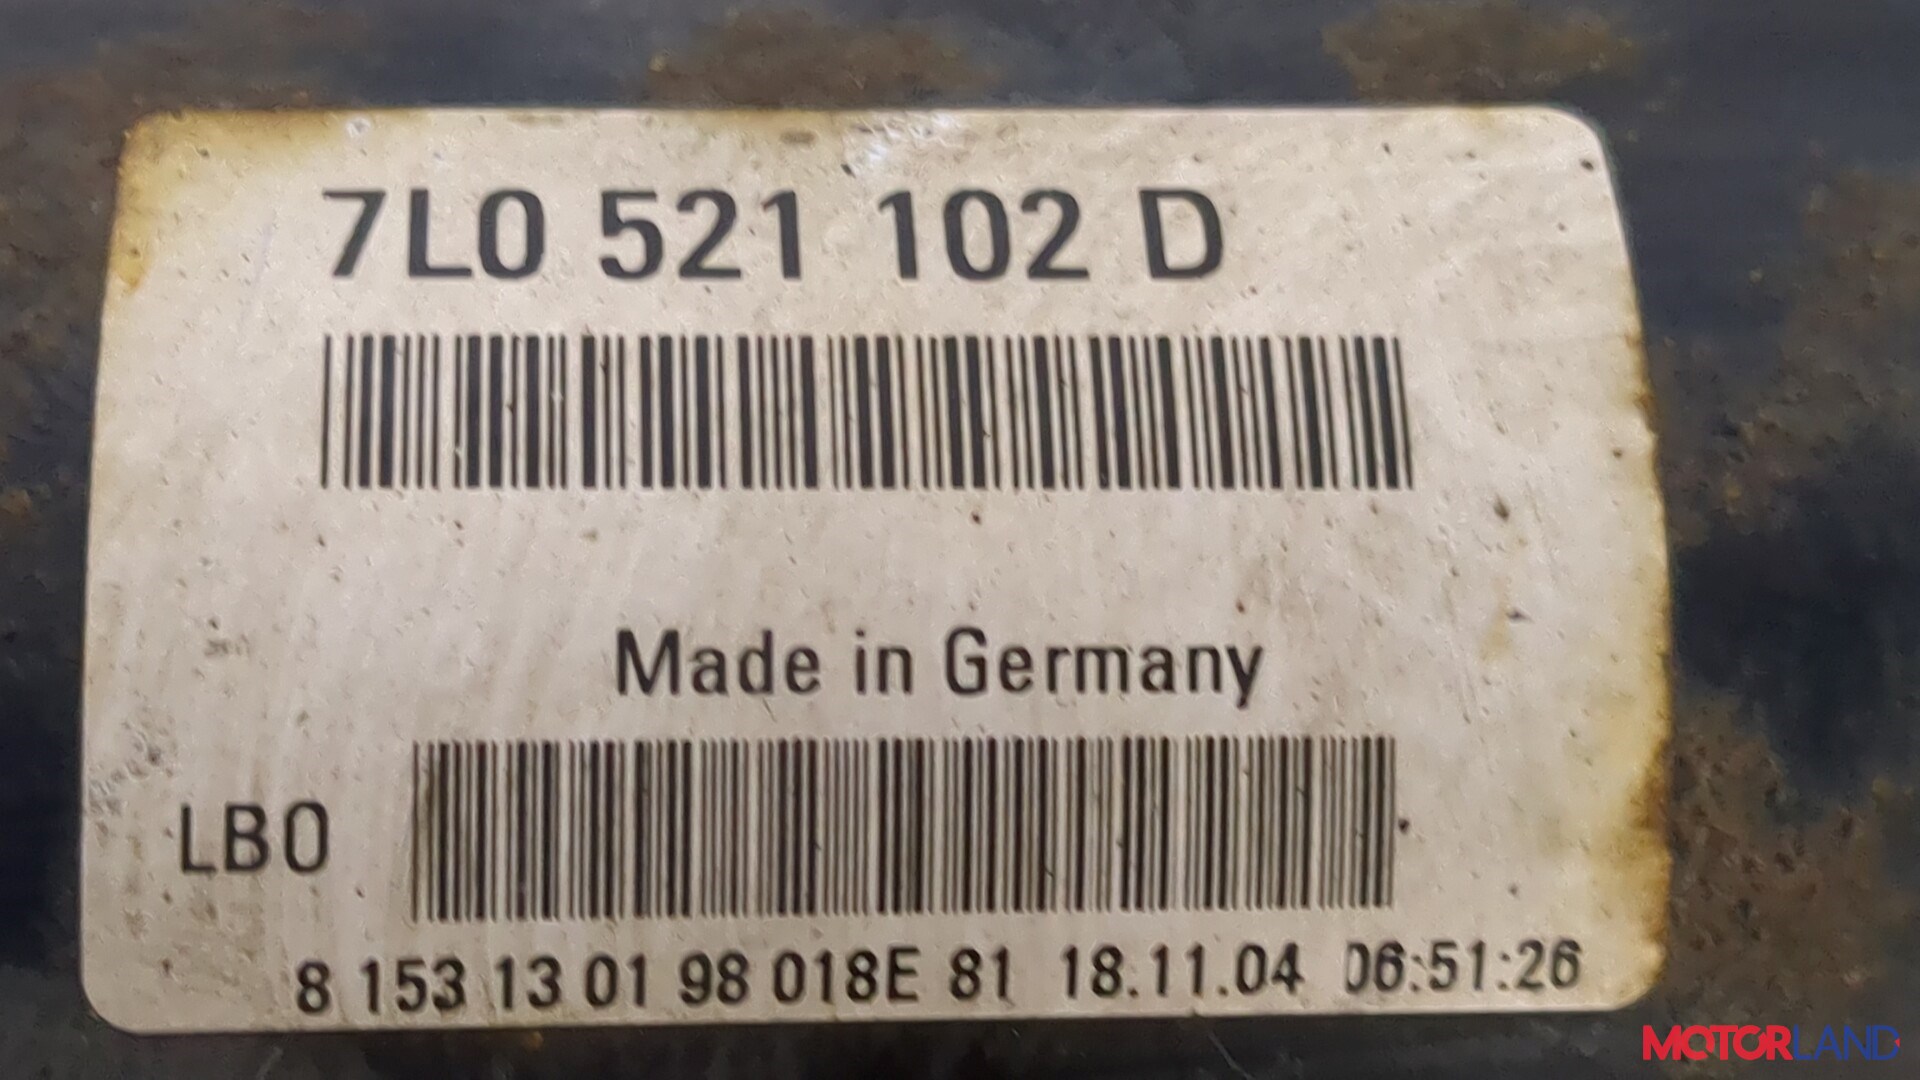 7L0 521 102 D
Made in Germany
LBO
8 153 13 01 98 018E 81 18.11.04 06:51:26
MOTORLAND